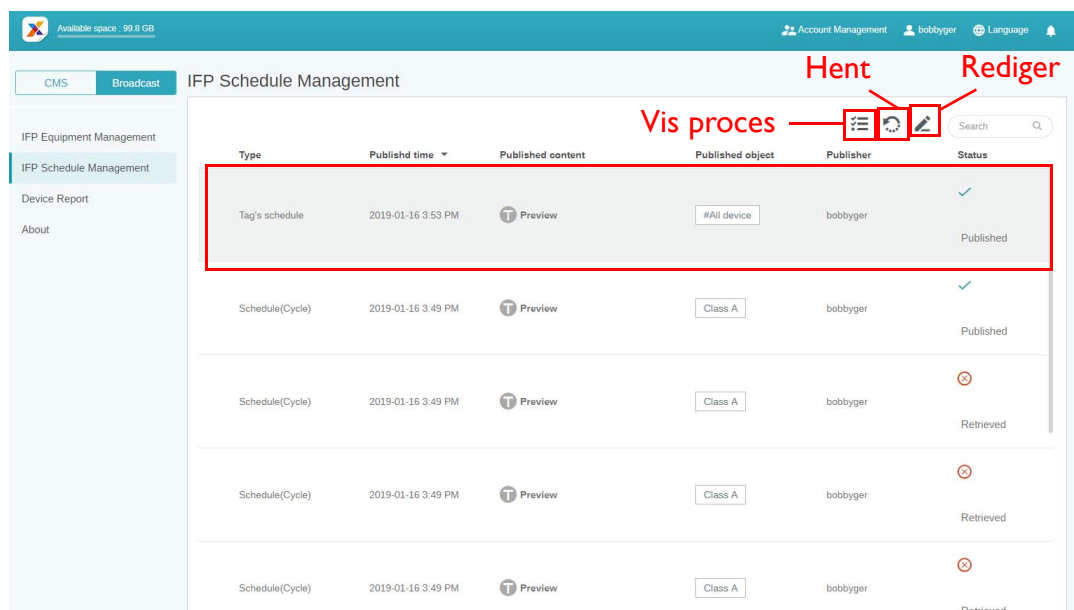 Available space : 99.8 GB
Account Management bobbyger Language
CMS Broadcast IFP Schedule Management
Hent Rediger
Vis proces
Search
IFP Equipment Management
IFP Schedule Management
Device Report
About
Type Publishd time Published content Published object Publisher Status
Tag's schedule 2019-01-16 3:53 PM T Preview #All device bobbyger
Published
Schedule(Cycle) 2019-01-16 3:49 PM T Preview Class A bobbyger
Published
Schedule(Cycle) 2019-01-16 3:49 PM T Preview Class A bobbyger
Retrieved
Schedule(Cycle) 2019-01-16 3:49 PM T Preview Class A bobbyger
Retrieved
Schedule(Cycle) 2019-01-16 3:49 PM T Preview Class A bobbyger